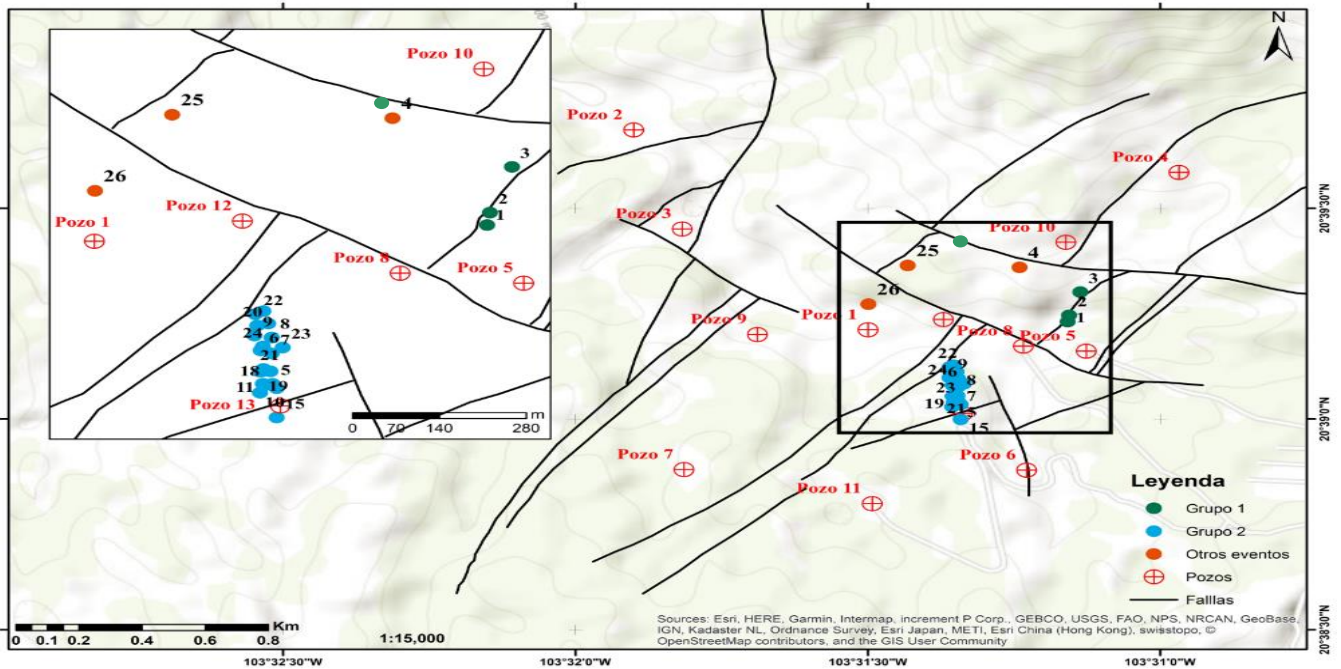 N
Pozo 10
25
4
3
26
2
Pozo 12
1
Pozo 1
Pozo 8
Pozo 5
22
20
9
8
24
23
6
7
21
18
5
11
19
Pozo 13
15
m
0 70 140 280
Pozo 2
Pozo 4
Pozo 3
Pozo 10
25
4
26
3
2
Pozo 9
Pozo 1
1
Pozo 8
Pozo 5
22
9
24
6
8
23
7
19
21
15
Pozo 7
Pozo 6
Pozo 11
Leyenda
Grupo 1
Grupo 2
Otros eventos
Pozos
Falllas
20°39'30"N
20°39'0"N
20°38'30"N
Km
0 0.1 0.2 0.4 0.6 0.8
1:15,000
Sources: Esri, HERE, Garmin, Intermap, increment P Corp., GEBCO, USGS, FAO, NPS, NRCAN, GeoBase,
IGN, Kadaster NL, Ordnance Survey, Esri Japan, METI, Esri China (Hong Kong), swisstopo, ©
OpenStreetMap contributors, and the GIS User Community
103°32'30"W
103°32'0"W
103°31'30"W
103°31'0"W